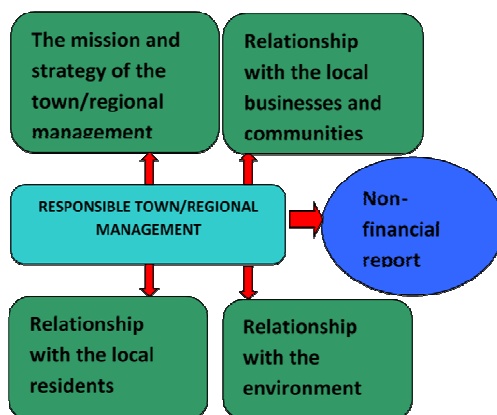 The mission and
strategy of the
town/regional
management
Relationship
with the local
businesses and
communities
RESPONSIBLE TOWN/REGIONAL
MANAGEMENT
Non-
financial
report
Relationship
with the local
residents
Relationship
with the
environment